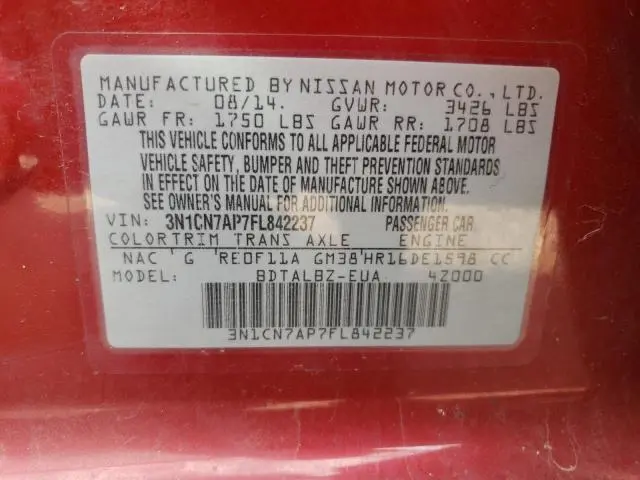 MANUFACTURED BY NISSAN MOTOR CO., LTD.
DATE: 08/14. GVWR: 3426 LBS
GAWR FR: 1750 LBS GAWR RR: 1708 LBS
THIS VEHICLE CONFORMS TO ALL APPLICABLE FEDERAL MOTOR
VEHICLE SAFETY, BUMPER AND THEFT PREVENTION STANDARDS
IN EFFECT ON THE DATE OF MANUFACTURE SHOWN ABOVE.
SEE OWNER'S MANUAL FOR ADDITIONAL INFORMATION.
VIN: 3N1CN7AP7FL842237 PASSENGER CAR
COLOR TRIM TRANS AXLE ENGINE
NAC G RE0F11A GM38 HR16DE1598 CC
MODEL: BDTALBZ-EUA 4Z000
3N1CN7AP7FL842237